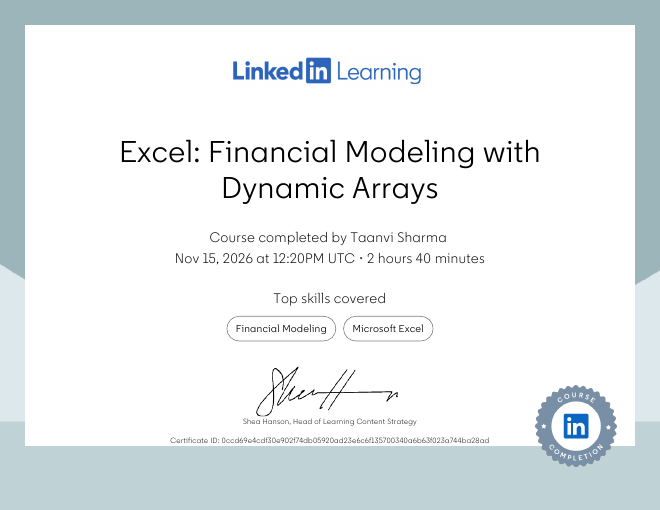 Linked in Learning
Excel: Financial Modeling with
Dynamic Arrays
Course completed by Taanvi Sharma
Nov 15, 2026 at 12:20PM UTC • 2 hours 40 minutes
Top skills covered
Financial Modeling Microsoft Excel
Shea Hanson, Head of Learning Content Strategy
Certificate ID: 0ccd69e4cdf30e902f74db05920ad23e6c6f135700340a6b63f023a744ba28ad
COURSE
in
COMPLETION